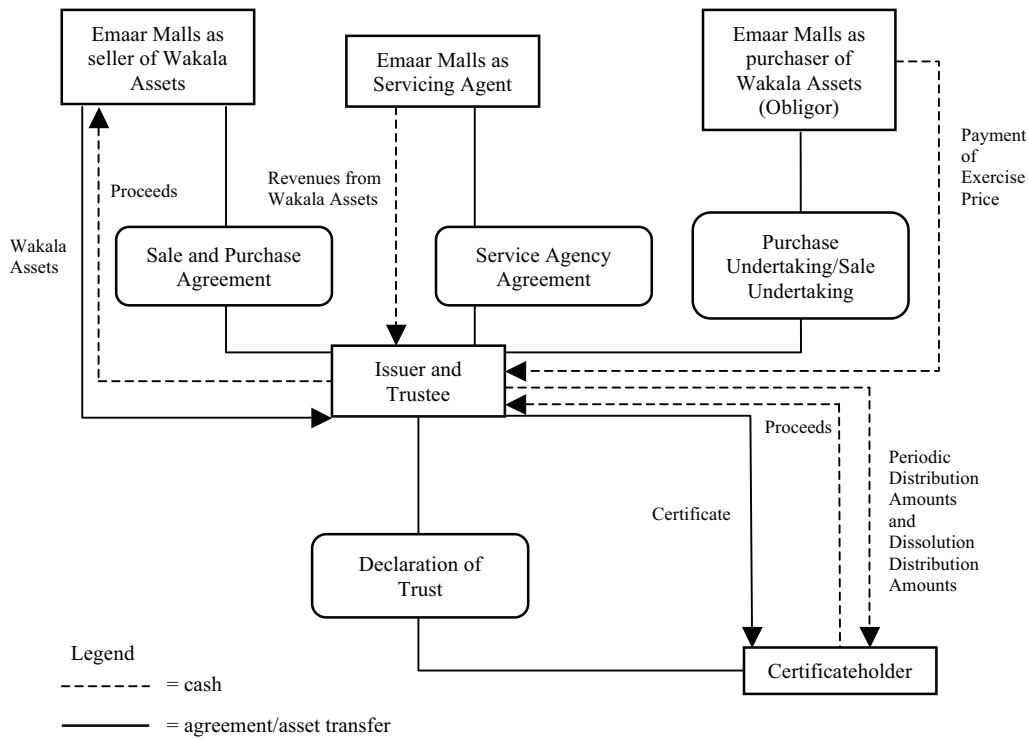 Emaar Malls as
seller of Wakala
Assets
Emaar Malls as
Servicing Agent
Emaar Malls as
purchaser of
Wakala Assets
(Obligor)
Payment
of
Exercise
Price
Proceeds
Revenues from
Wakala Assets
Wakala
Assets
Sale and Purchase
Agreement
Service Agency
Agreement
Purchase
Undertaking/Sale
Undertaking
Issuer and
Trustee
Proceeds
Periodic
Distribution
Amounts
and
Dissolution
Distribution
Amounts
Certificate
Declaration of
Trust
Certificateholder
Legend
= cash
= agreement/asset transfer